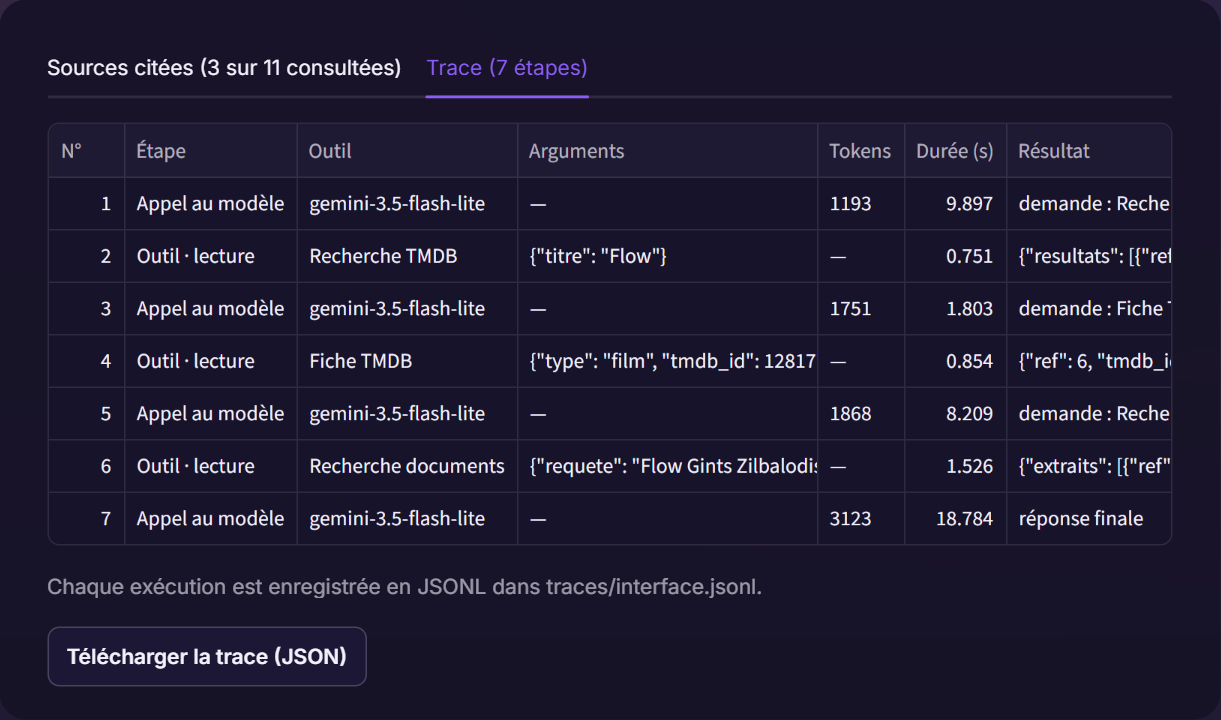 Sources citées (3 sur 11 consultées) Trace (7 étapes)
N° Étape Outil Arguments Tokens Durée (s) Résultat
1 Appel au modèle gemini-3.5-flash-lite — 1193 9.897 demande : Reche
2 Outil · lecture Recherche TMDB {"titre": "Flow"} — 0.751 {"resultats": [{"ref
3 Appel au modèle gemini-3.5-flash-lite — 1751 1.803 demande : Fiche
4 Outil · lecture Fiche TMDB {"type": "film", "tmdb_id": 12817 — 0.854 {"ref": 6, "tmdb_i
5 Appel au modèle gemini-3.5-flash-lite — 1868 8.209 demande : Reche
6 Outil · lecture Recherche documents {"requete": "Flow Gints Zilbalodis — 1.526 {"extraits": [{"ref"
7 Appel au modèle gemini-3.5-flash-lite — 3123 18.784 réponse finale
Chaque exécution est enregistrée en JSONL dans traces/interface.jsonl.
Télécharger la trace (JSON)